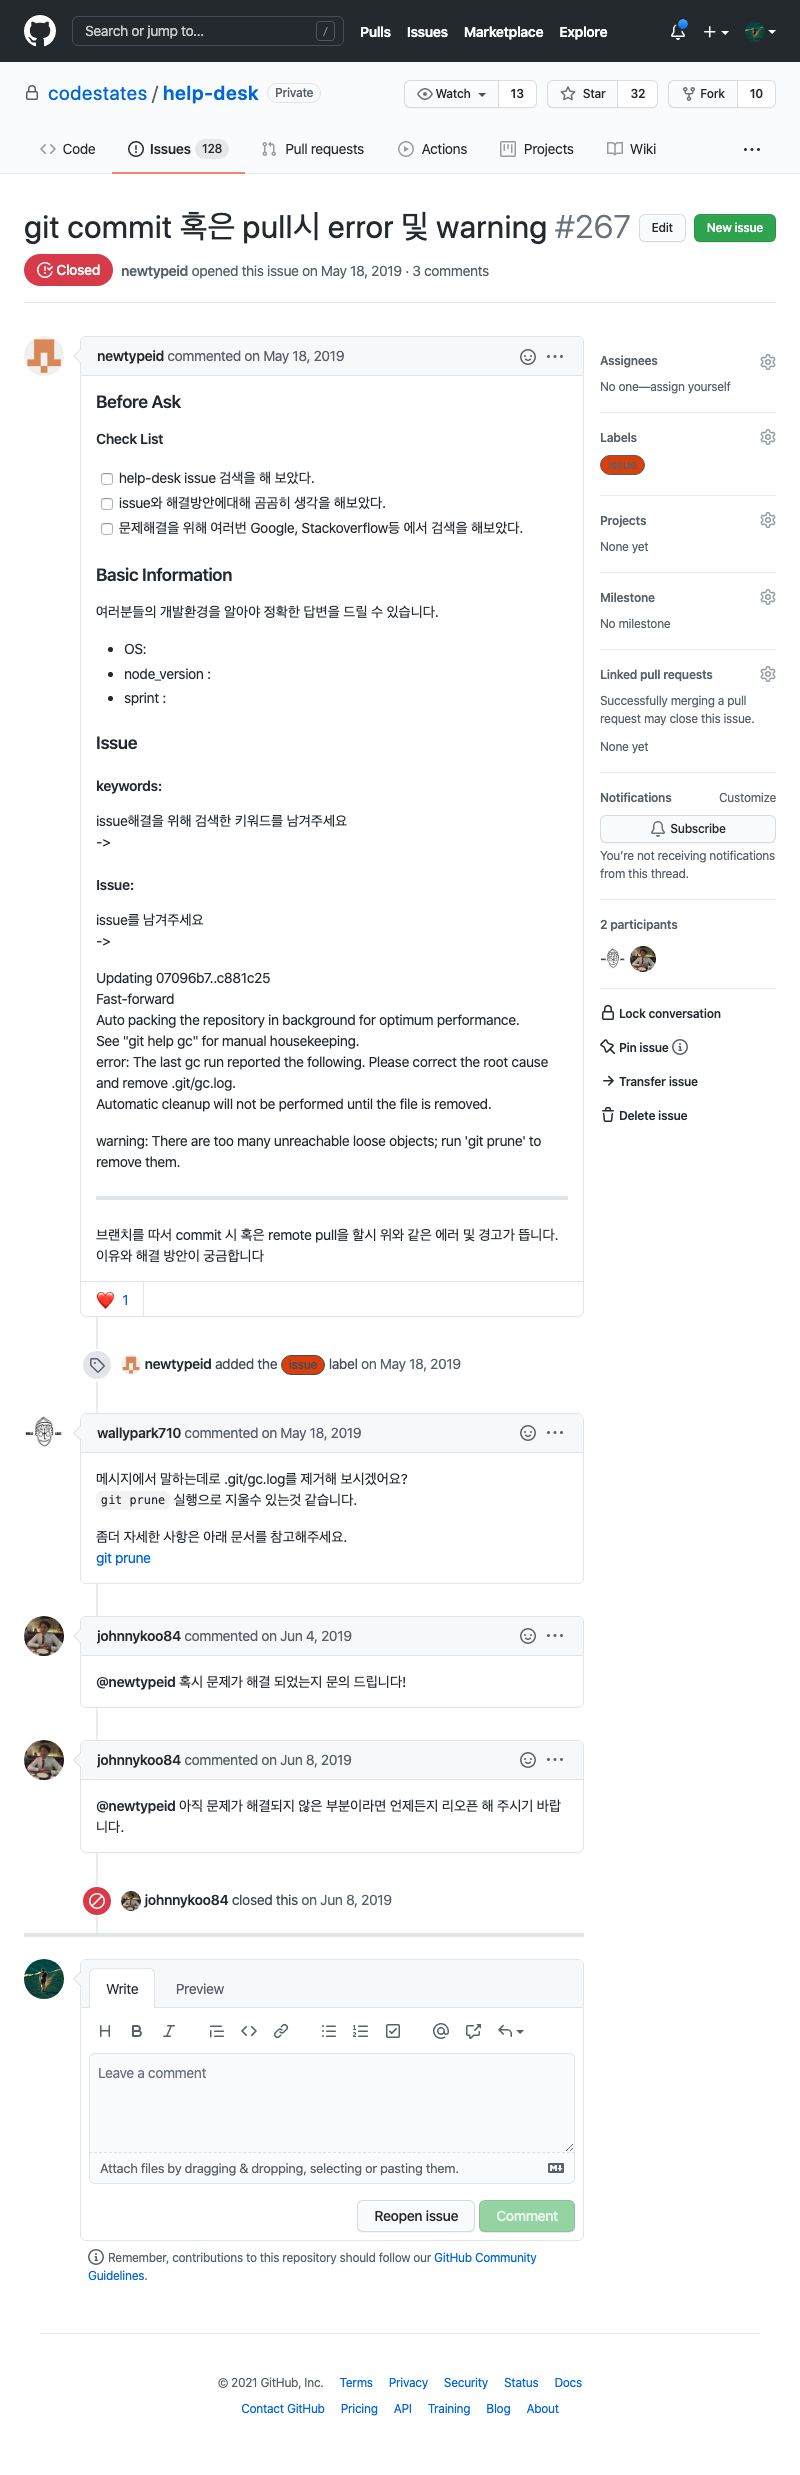 Search or jump to... /
Pulls Issues Marketplace Explore
codestates / help-desk Private
Watch 13 Star 32 Fork 10
Code Issues 128 Pull requests Actions Projects Wiki ...
git commit 혹은 pull시 error 및 warning #267
Edit New issue
Closed newtypeid opened this issue on May 18, 2019 · 3 comments
newtypeid commented on May 18, 2019
Before Ask
Check List
help-desk issue 검색을 해 보았다.
issue와 해결방안에대해 곰곰히 생각을 해보았다.
문제해결을 위해 여러번 Google, Stackoverflow등 에서 검색을 해보았다.
Basic Information
여러분들의 개발환경을 알아야 정확한 답변을 드릴 수 있습니다.
• OS:
• node_version :
• sprint :
Issue
keywords:
issue해결을 위해 검색한 키워드를 남겨주세요
->
Issue:
issue를 남겨주세요
->
Updating 07096b7..c881c25
Fast-forward
Auto packing the repository in background for optimum performance.
See "git help gc" for manual housekeeping.
error: The last gc run reported the following. Please correct the root cause
and remove .git/gc.log.
Automatic cleanup will not be performed until the file is removed.
warning: There are too many unreachable loose objects; run 'git prune' to
remove them.
브랜치를 따서 commit 시 혹은 remote pull을 할시 위와 같은 에러 및 경고가 뜹니다.
이유와 해결 방안이 궁금합니다
❤️ 1
newtypeid added the issue label on May 18, 2019
wallypark710 commented on May 18, 2019
메시지에서 말하는데로 .git/gc.log를 제거해 보시겠어요?
git prune 실행으로 지울수 있는것 같습니다.
좀더 자세한 사항은 아래 문서를 참고해주세요.
git prune
johnnykoo84 commented on Jun 4, 2019
@newtypeid 혹시 문제가 해결 되었는지 문의 드립니다!
johnnykoo84 commented on Jun 8, 2019
@newtypeid 아직 문제가 해결되지 않은 부분이라면 언제든지 리오픈 해 주시기 바랍
니다.
johnnykoo84 closed this on Jun 8, 2019
Assignees
No one—assign yourself
Labels
issue
Projects
None yet
Milestone
No milestone
Linked pull requests
Successfully merging a pull
request may close this issue.
None yet
Notifications Customize
Subscribe
You're not receiving notifications
from this thread.
2 participants
Lock conversation
Pin issue
Transfer issue
Delete issue
Write Preview
Leave a comment
Attach files by dragging & dropping, selecting or pasting them.
Reopen issue Comment
Remember, contributions to this repository should follow our GitHub Community
Guidelines.
© 2021 GitHub, Inc. Terms Privacy Security Status Docs
Contact GitHub Pricing API Training Blog About